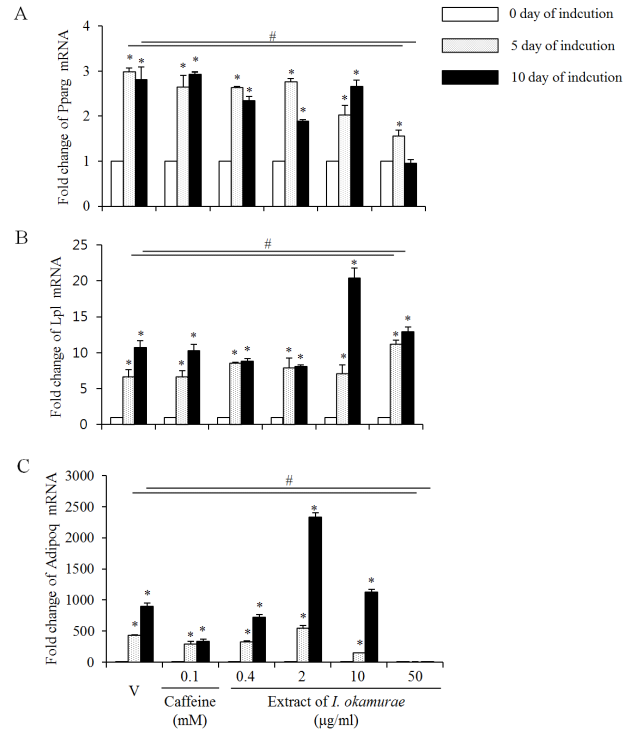 A
0 day of indcution
5 day of indcution
10 day of indcution
Fold change of Pparg mRNA
4
3
2
1
0
#
* * * * * * * * * * *
B
Fold change of Lpl mRNA
25
20
15
10
5
0
#
* * * * * * * * * * * *
C
Fold change of Adipoq mRNA
3000
2500
2000
1500
1000
500
0
#
* * * * * * * * * *
V
0.1
0.4
2
10
50
Caffeine
(mM)
Extract of I. okamurae
(μg/ml)